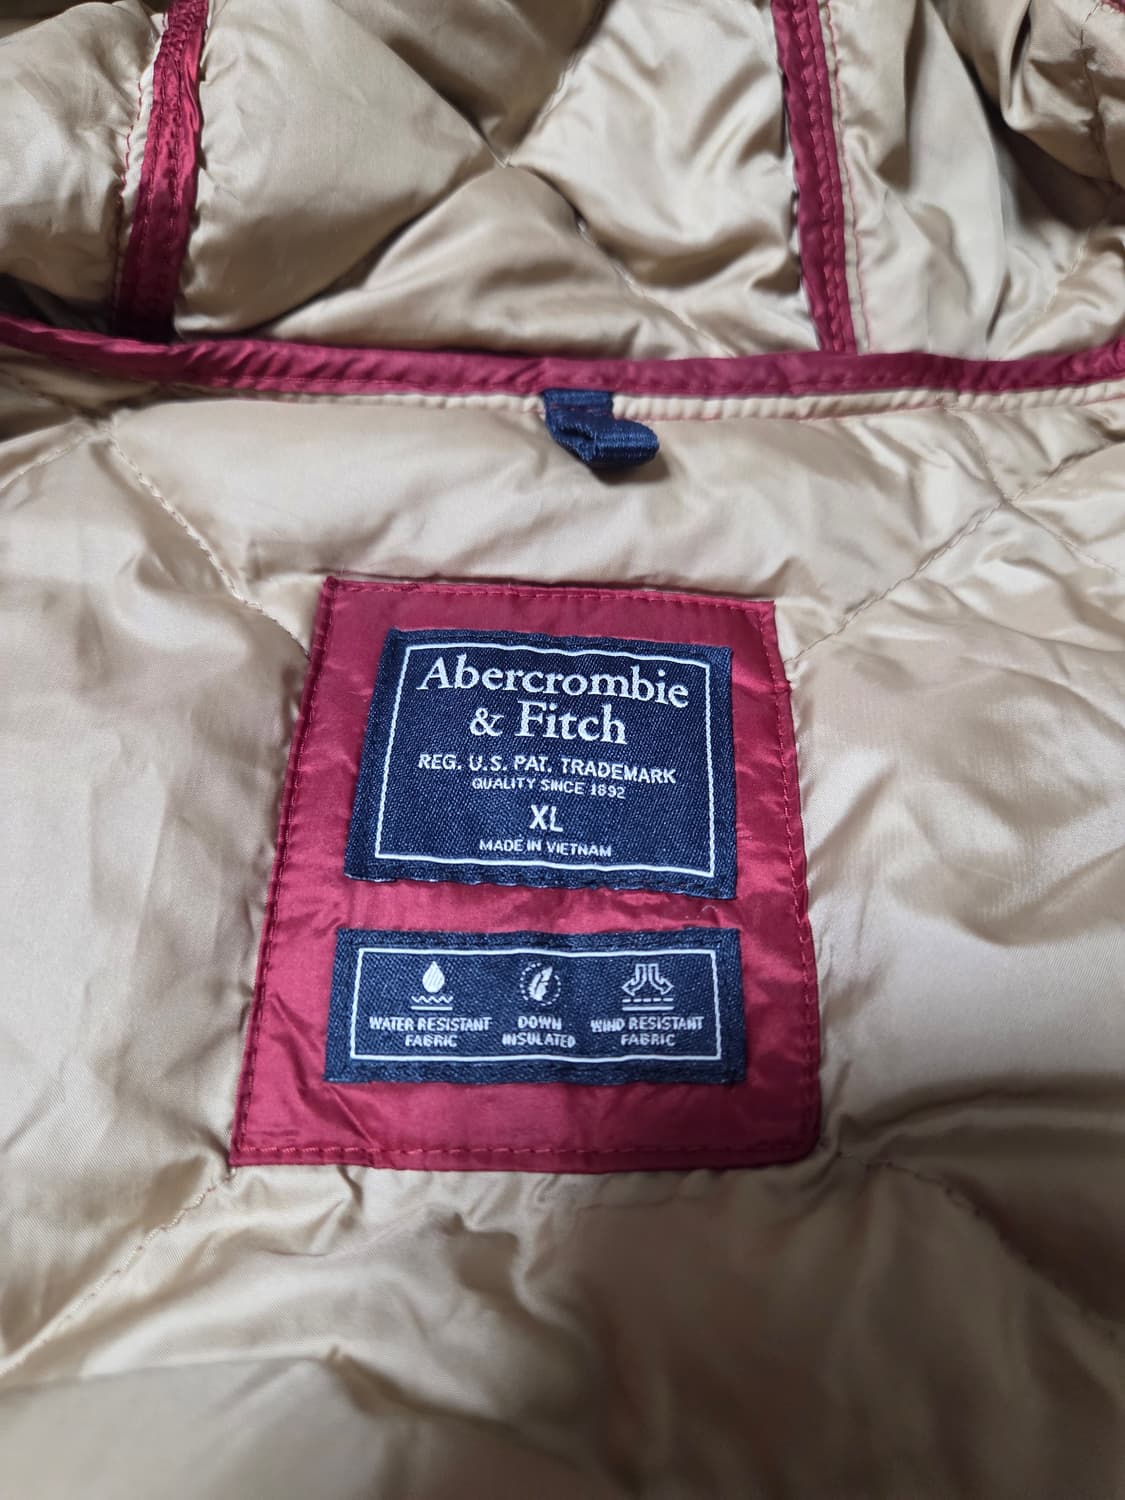 Abercrombie
& Fitch
REG. U.S. PAT. TRADEMARK
QUALITY SINCE 1892
XL
MADE IN VIETNAM
WATER RESISTANT
FABRIC
DOWN
INSULATED
WIND RESISTANT
FABRIC